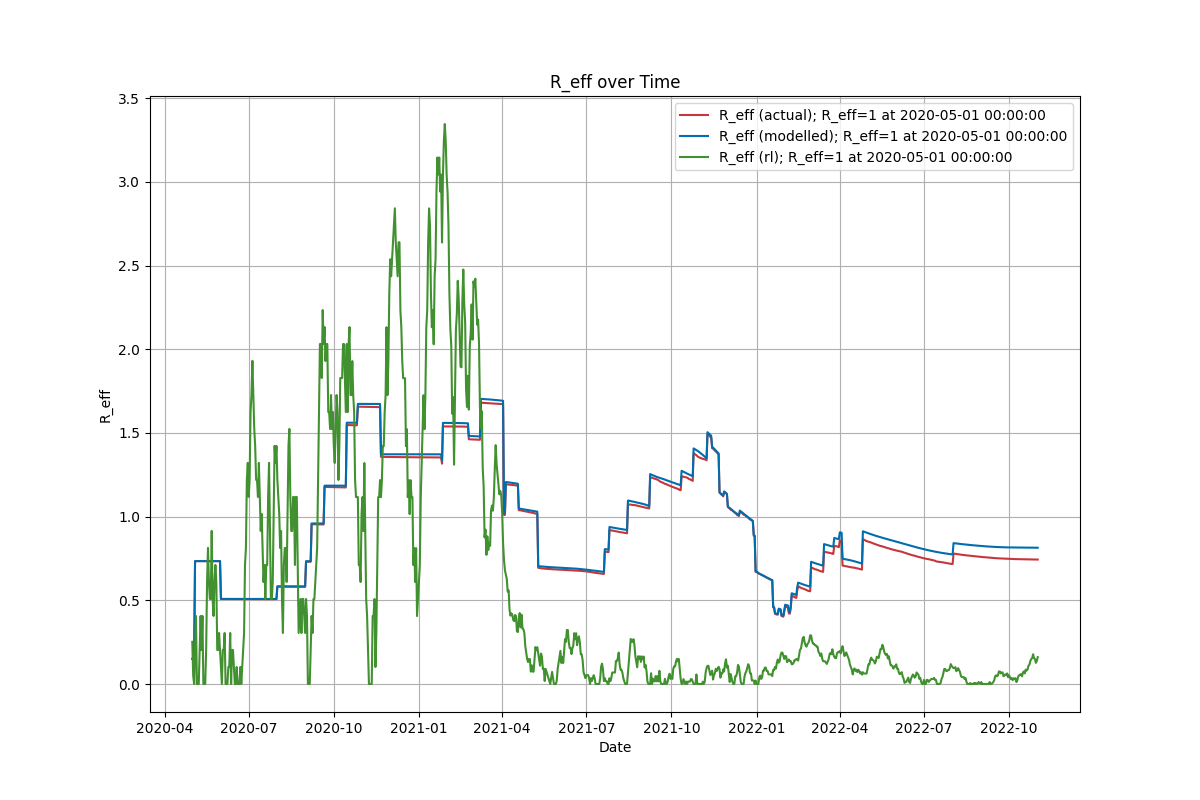 R_eff over Time
R_eff (actual); R_eff=1 at 2020-05-01 00:00:00
R_eff (modelled); R_eff=1 at 2020-05-01 00:00:00
R_eff (rl); R_eff=1 at 2020-05-01 00:00:00
3.5
3.0
2.5
2.0
1.5
1.0
0.5
0.0
R_eff
2020-04 2020-07 2020-10 2021-01 2021-04 2021-07 2021-10 2022-01 2022-04 2022-07 2022-10
Date